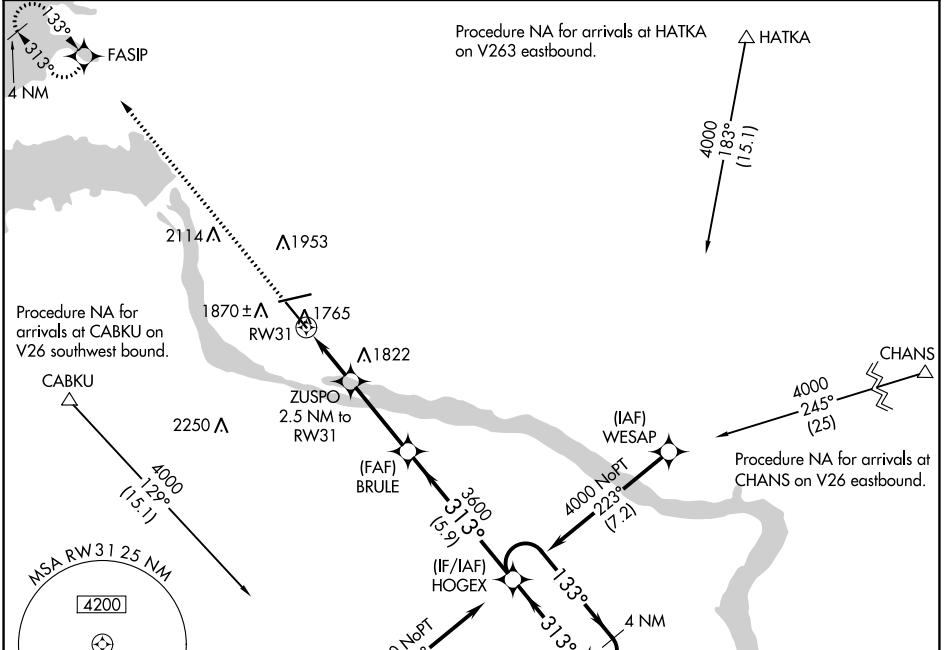 133°
313°
4 NM
FASIP
Procedure NA for arrivals at HATKA
on V263 eastbound.
HATKA
4000
183°
(15.1)
2114
1953
1870 ±
1765
RW31
1822
Procedure NA for
arrivals at CABKU on
V26 southwest bound.
CABKU
2250
4000
129°
(15.1)
ZUSPO
2.5 NM to
RW31
CHANS
4000
245°
(25)
Procedure NA for arrivals at
CHANS on V26 eastbound.
(IAF)
WESAP
4000 NoPT
223°
(7.2)
(FAF)
BRULE
3600
313°
(5.9)
(IF/IAF)
HOGEX
133°
4 NM
313°
MSA RW31 25 NM
4200
NoPT